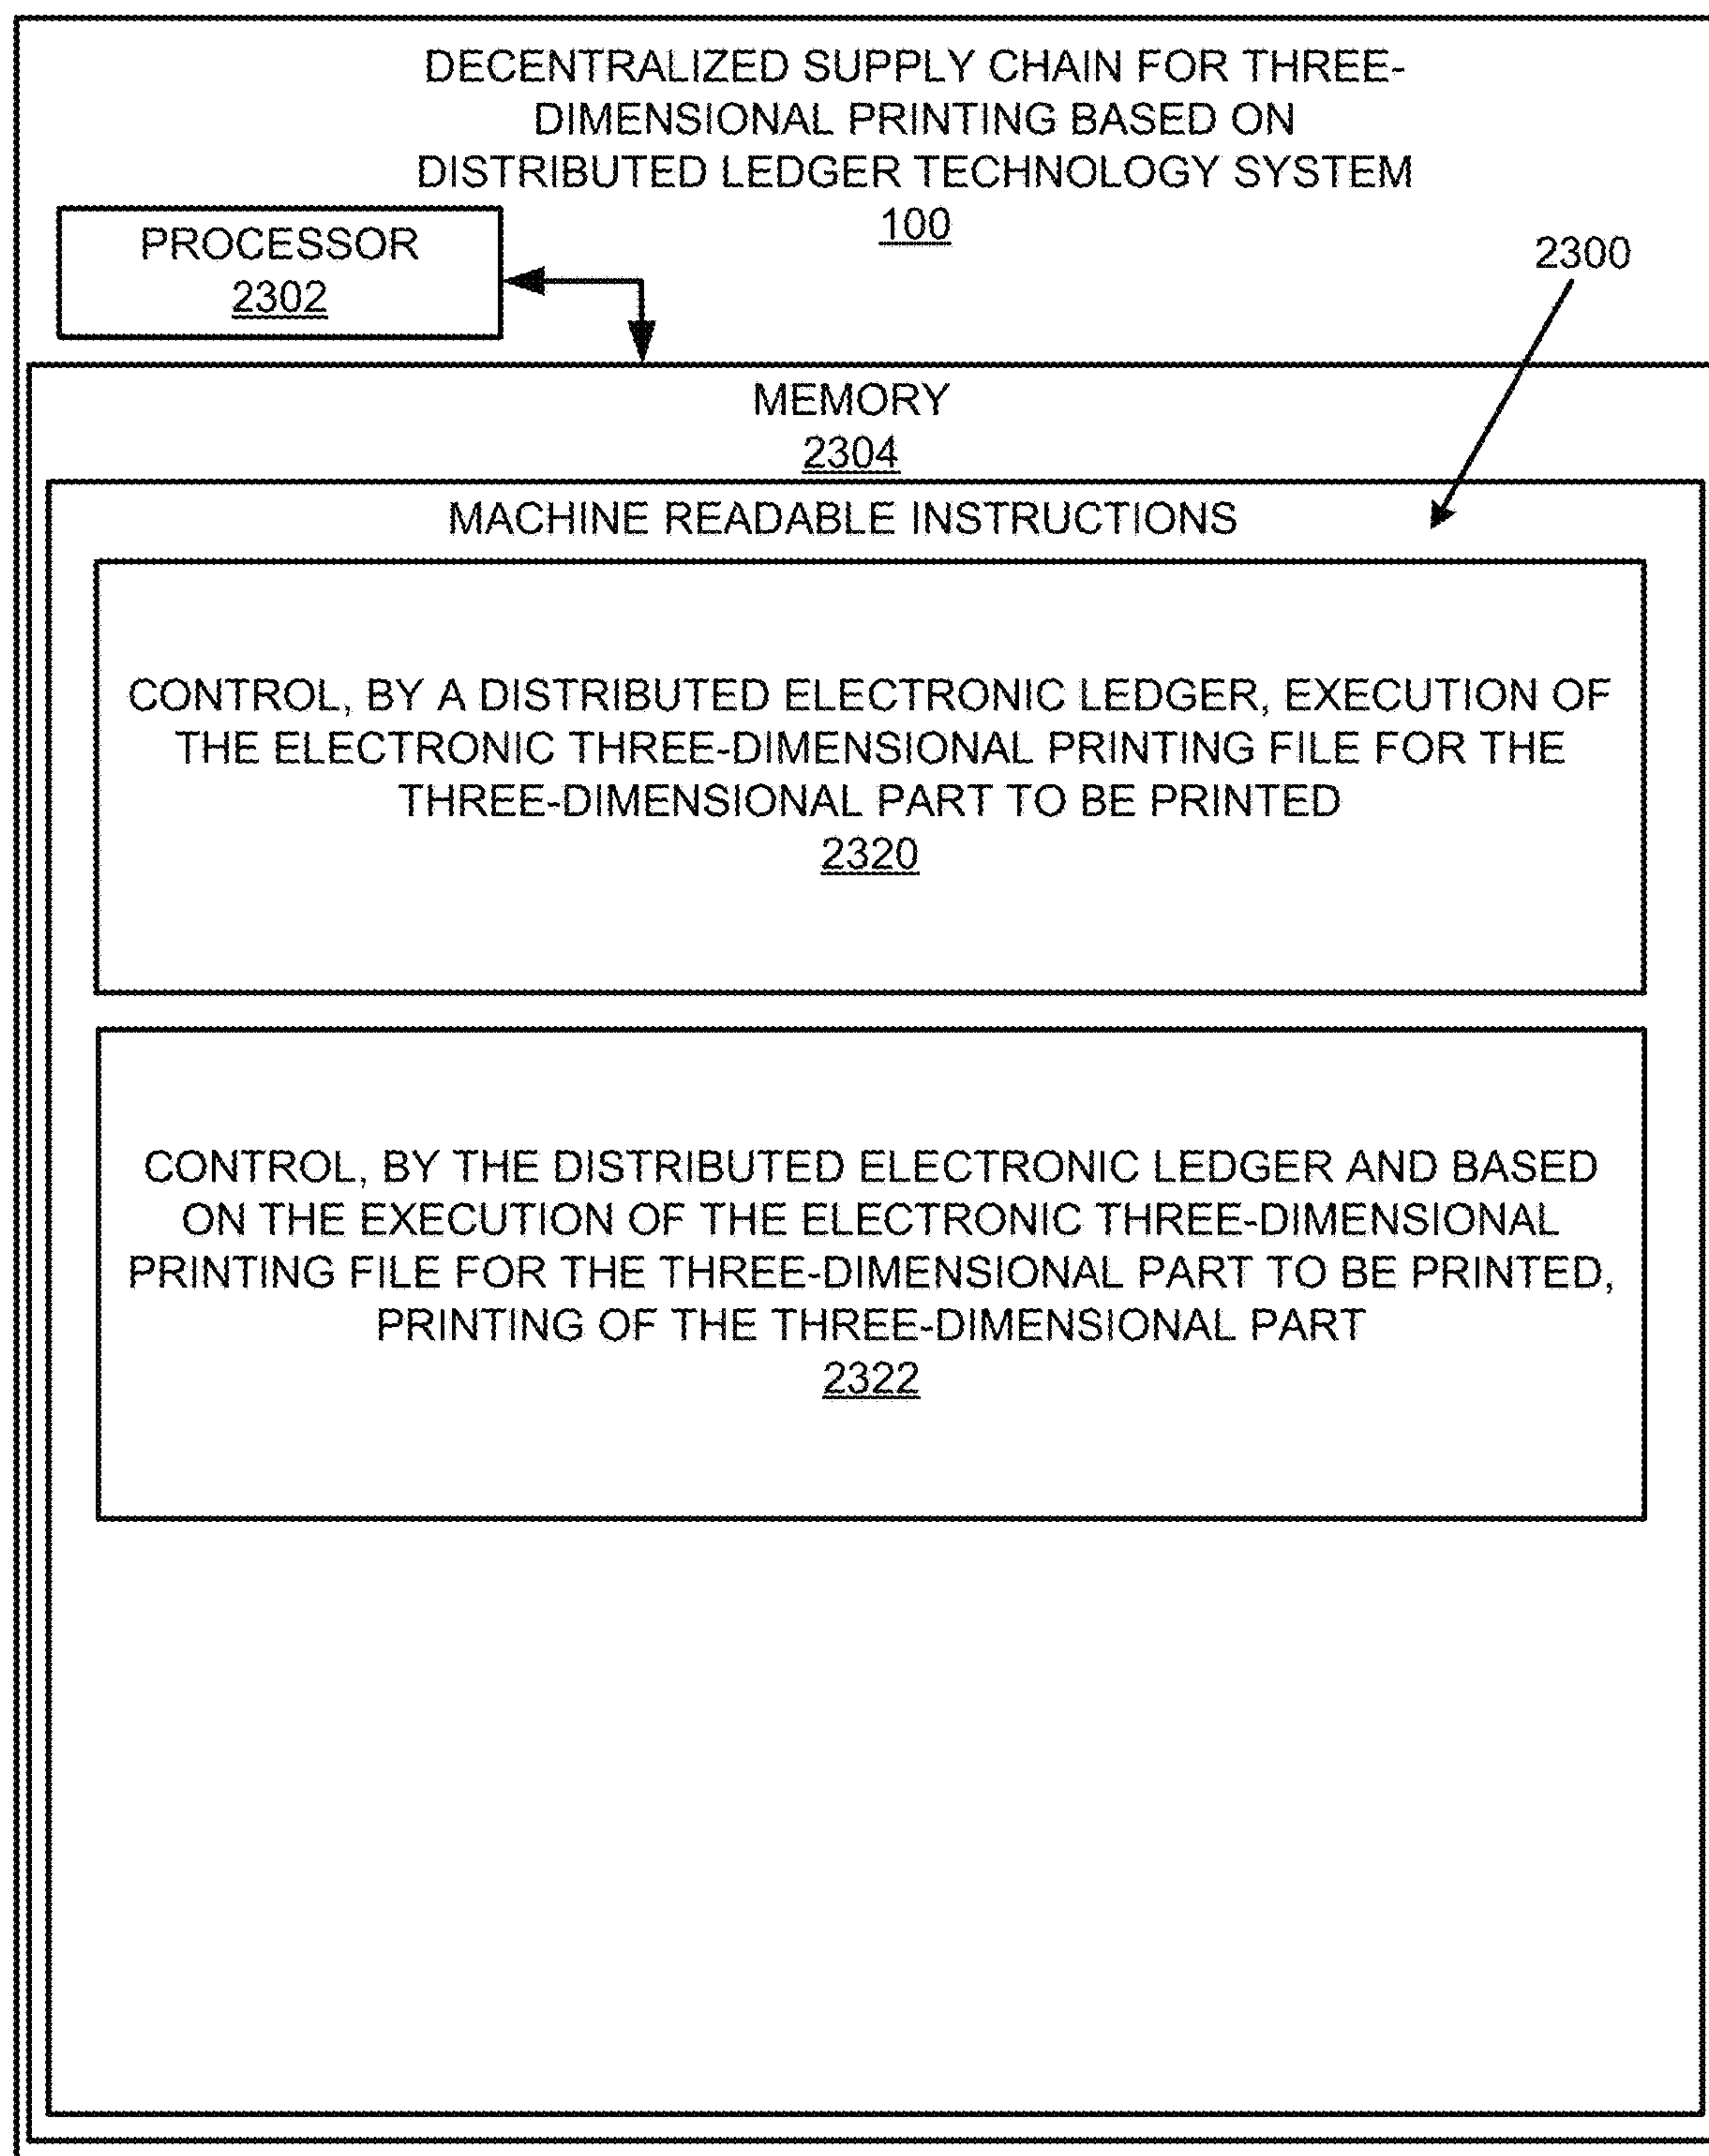 DECENTRALIZED SUPPLY CHAIN FOR THREE-
DIMENSIONAL PRINTING BASED ON
DISTRIBUTED LEDGER TECHNOLOGY SYSTEM
100
PROCESSOR
2302
2300
MEMORY
2304
MACHINE READABLE INSTRUCTIONS
CONTROL, BY A DISTRIBUTED ELECTRONIC LEDGER, EXECUTION OF
THE ELECTRONIC THREE-DIMENSIONAL PRINTING FILE FOR THE
THREE-DIMENSIONAL PART TO BE PRINTED
2320
CONTROL, BY THE DISTRIBUTED ELECTRONIC LEDGER AND BASED
ON THE EXECUTION OF THE ELECTRONIC THREE-DIMENSIONAL
PRINTING FILE FOR THE THREE-DIMENSIONAL PART TO BE PRINTED,
PRINTING OF THE THREE-DIMENSIONAL PART
2322